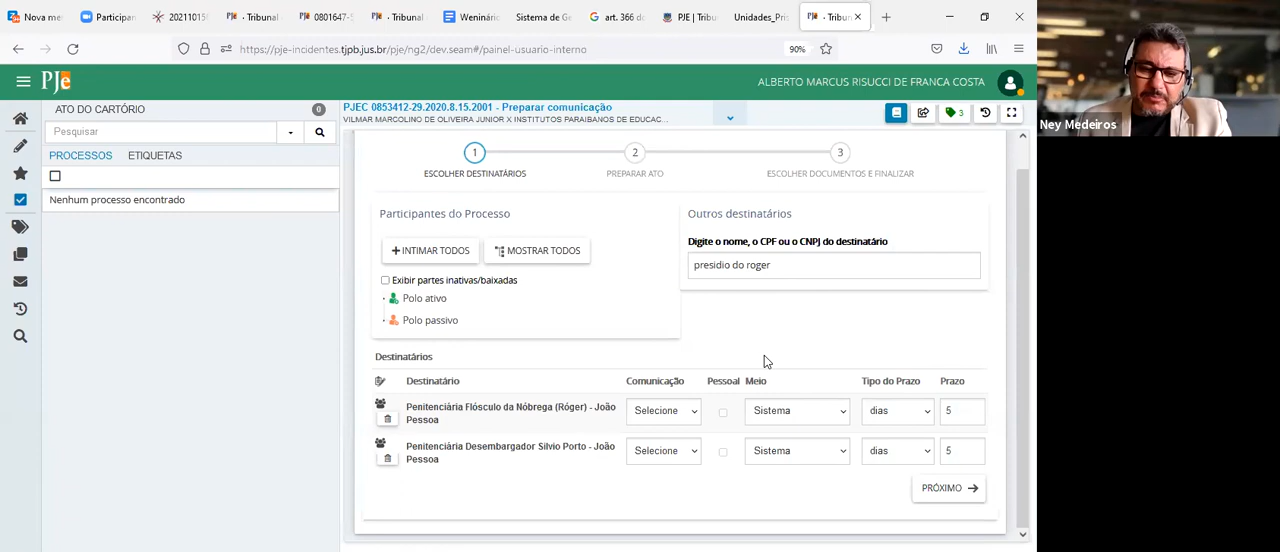 Nova me
Participan
202110159
Tribunal
0801647-5
Tribunal
Weninário
Sistema de Ge
art. 366 da
PJE | Tribu
Unidades_Pris
Tribun
https://pje-incidentes.tjpb.jus.br/pje/ng2/dev.seam#/painel-usuario-interno
90%
PJe
ALBERTO MARCUS RISUCCI DE FRANCA COSTA
ATO DO CARTÓRIO
0
Pesquisar
PROCESSOS ETIQUETAS
Nenhum processo encontrado
PJEC 0853412-29.2020.8.15.2001 - Preparar comunicação
VILMAR MARCOLINO DE OLIVEIRA JUNIOR X INSTITUTOS PARAIBANOS DE EDUCAC...
3
1 2 3
ESCOLHER DESTINATÁRIOS PREPARAR ATO ESCOLHER DOCUMENTOS E FINALIZAR
Participantes do Processo
INTIMAR TODOS MOSTRAR TODOS
Exibir partes inativas/baixadas
Polo ativo
Polo passivo
Outros destinatários
Digite o nome, o CPF ou o CNPJ do destinatário
presidio do roger
Destinatários
Destinatário Comunicação Pessoal Meio Tipo do Prazo Prazo
Penitenciária Flósculo da Nóbrega (Róger) - João Pessoa Selecione Sistema dias 5
Penitenciária Desembargador Silvio Porto - João Pessoa Selecione Sistema dias 5
PRÓXIMO
Ney Medeiros